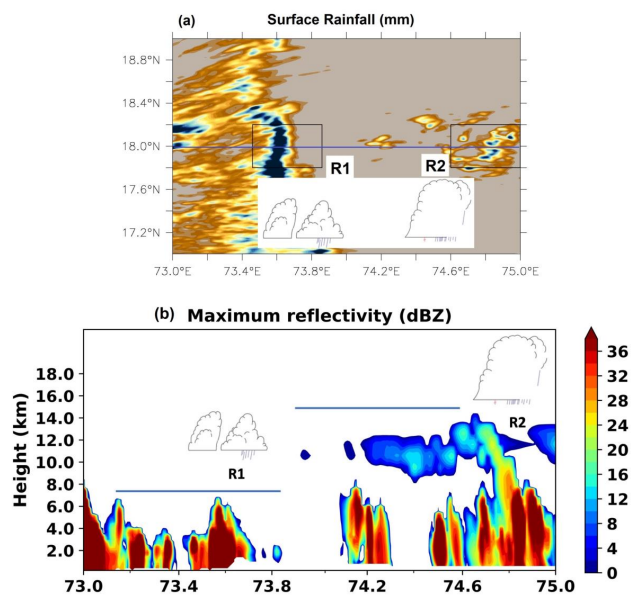 (a) Surface Rainfall (mm)
18.8°N
18.4°N
18.0°N
17.6°N
17.2°N
R1
R2
73.0°E 73.4°E 73.8°E 74.2°E 74.6°E 75.0°E
(b) Maximum reflectivity (dBZ)
Height (km)
18.0
16.0
14.0
12.0
10.0
8.0
6.0
4.0
2.0
R1
R2
73.0 73.4 73.8 74.2 74.6 75.0
36
32
28
24
20
16
12
8
4
0